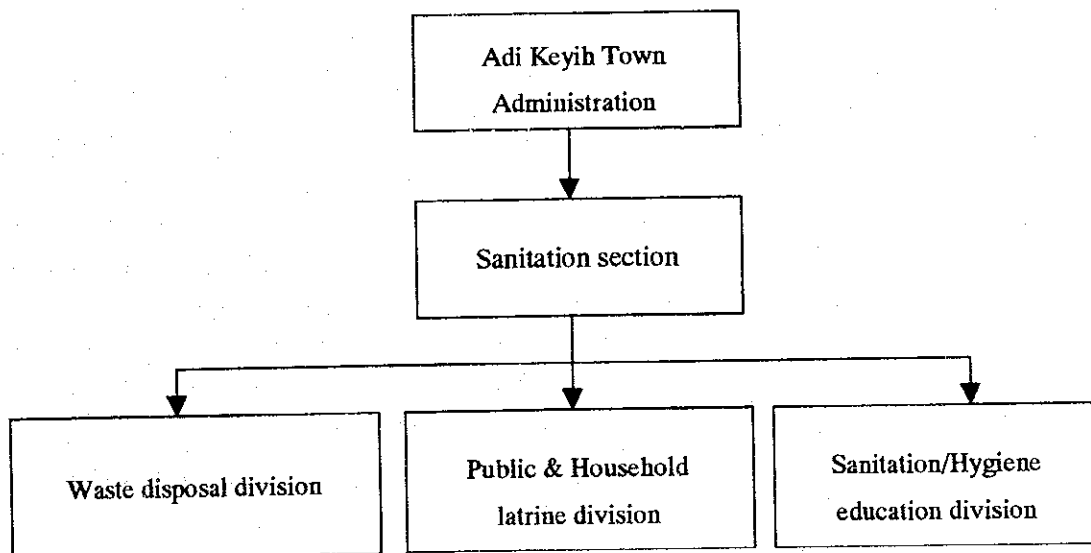 Adi Keyih Town
Administration
Sanitation section
Waste disposal division
Public & Household
latrine division
Sanitation/Hygiene
education division